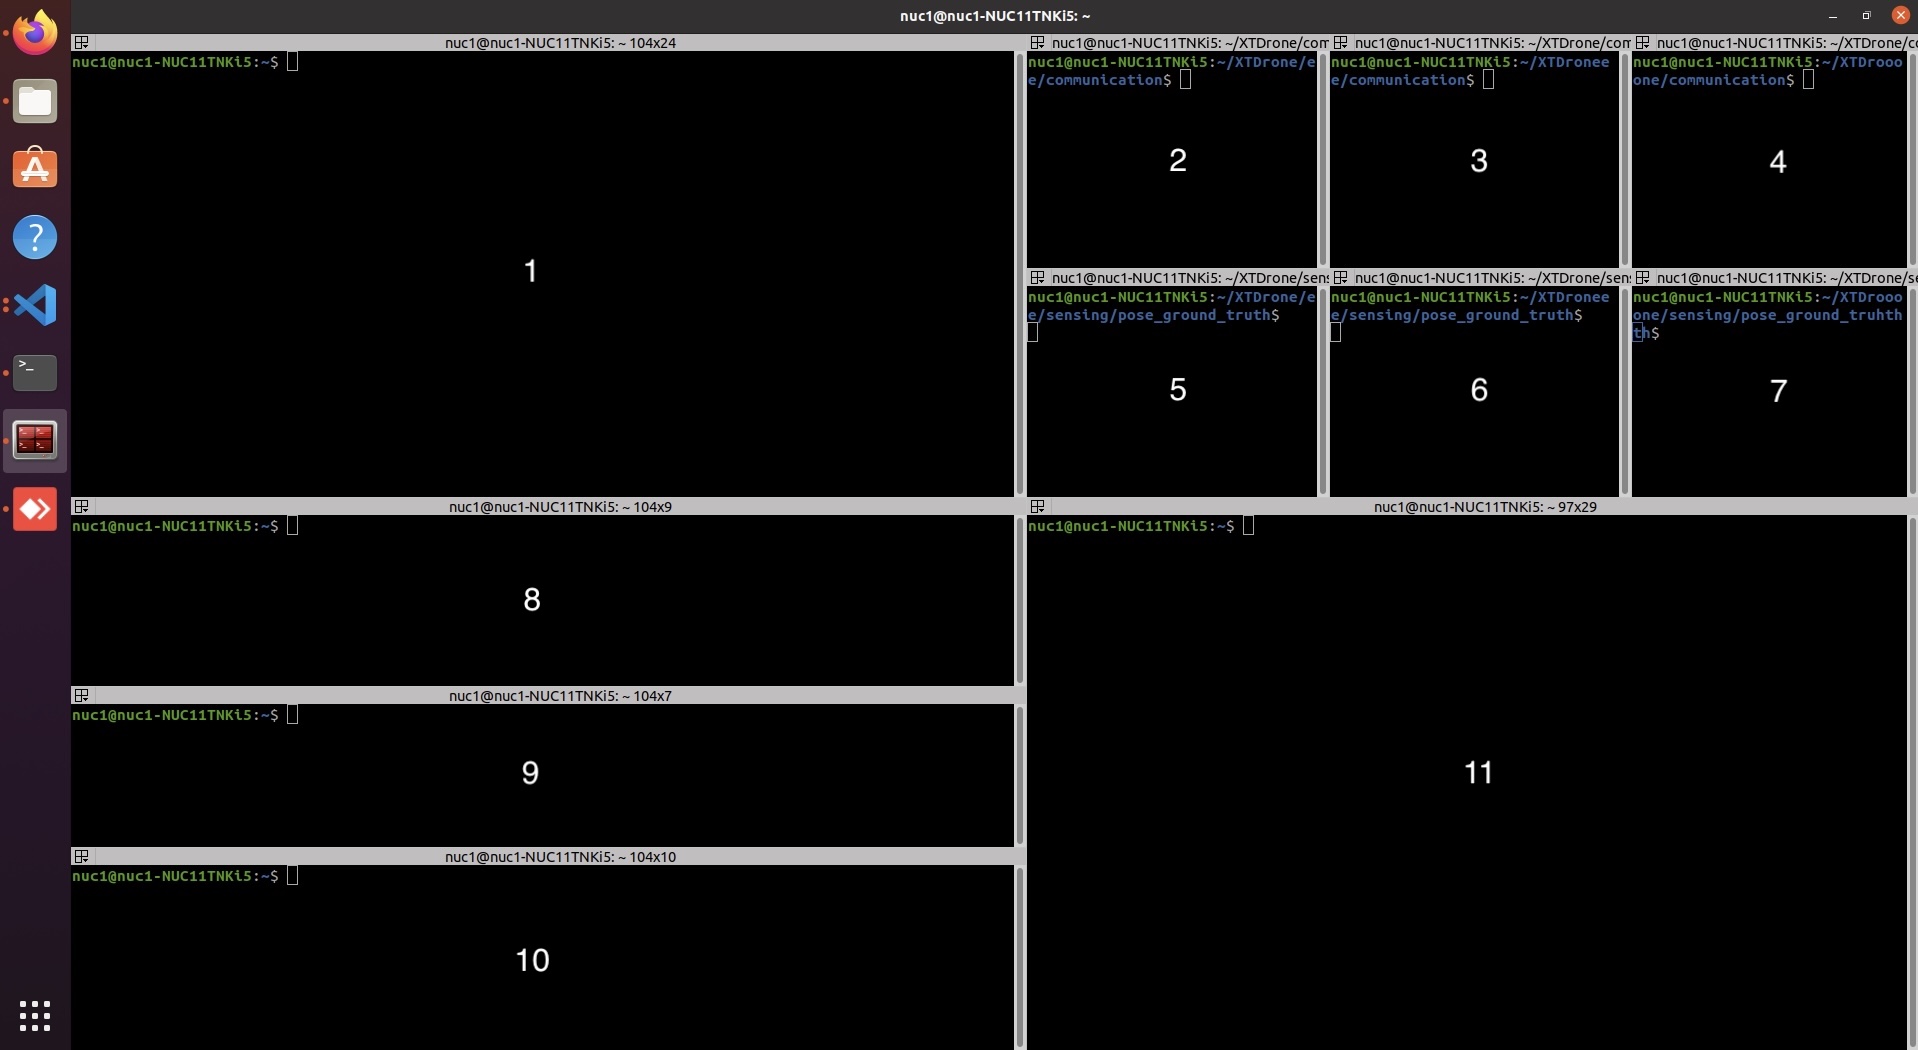 nuc1@nuc1-NUC11TNKi5: ~
nuc1@nuc1-NUC11TNKi5: ~ 104x24
nuc1@nuc1-NUC11TNKi5:~$
1
nuc1@nuc1-NUC11TNKi5: ~/XTDrone/com
nuc1@nuc1-NUC11TNKi5:~/XTDrone/e
e/communication$
2
nuc1@nuc1-NUC11TNKi5: ~/XTDrone/com
nuc1@nuc1-NUC11TNKi5:~/XTDronee
e/communication$
3
nuc1@nuc1-NUC11TNKi5: ~/XTDrone/co
nuc1@nuc1-NUC11TNKi5:~/XTDrooo
one/communication$
4
nuc1@nuc1-NUC11TNKi5: ~/XTDrone/sens
nuc1@nuc1-NUC11TNKi5:~/XTDrone/e
e/sensing/pose_ground_truth$
5
nuc1@nuc1-NUC11TNKi5: ~/XTDrone/sens
nuc1@nuc1-NUC11TNKi5:~/XTDronee
e/sensing/pose_ground_truth$
6
nuc1@nuc1-NUC11TNKi5: ~/XTDrone/se
nuc1@nuc1-NUC11TNKi5:~/XTDrooo
one/sensing/pose_ground_truhth
th$
7
nuc1@nuc1-NUC11TNKi5: ~ 104x9
nuc1@nuc1-NUC11TNKi5:~$
8
nuc1@nuc1-NUC11TNKi5: ~ 104x7
nuc1@nuc1-NUC11TNKi5:~$
9
nuc1@nuc1-NUC11TNKi5: ~ 104x10
nuc1@nuc1-NUC11TNKi5:~$
10
nuc1@nuc1-NUC11TNKi5: ~ 97x29
nuc1@nuc1-NUC11TNKi5:~$
11